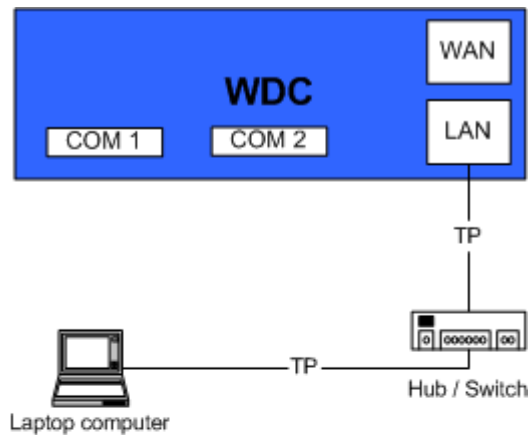 WAN
WDC
COM 1
COM 2
LAN
TP
TP
Hub / Switch
Laptop computer